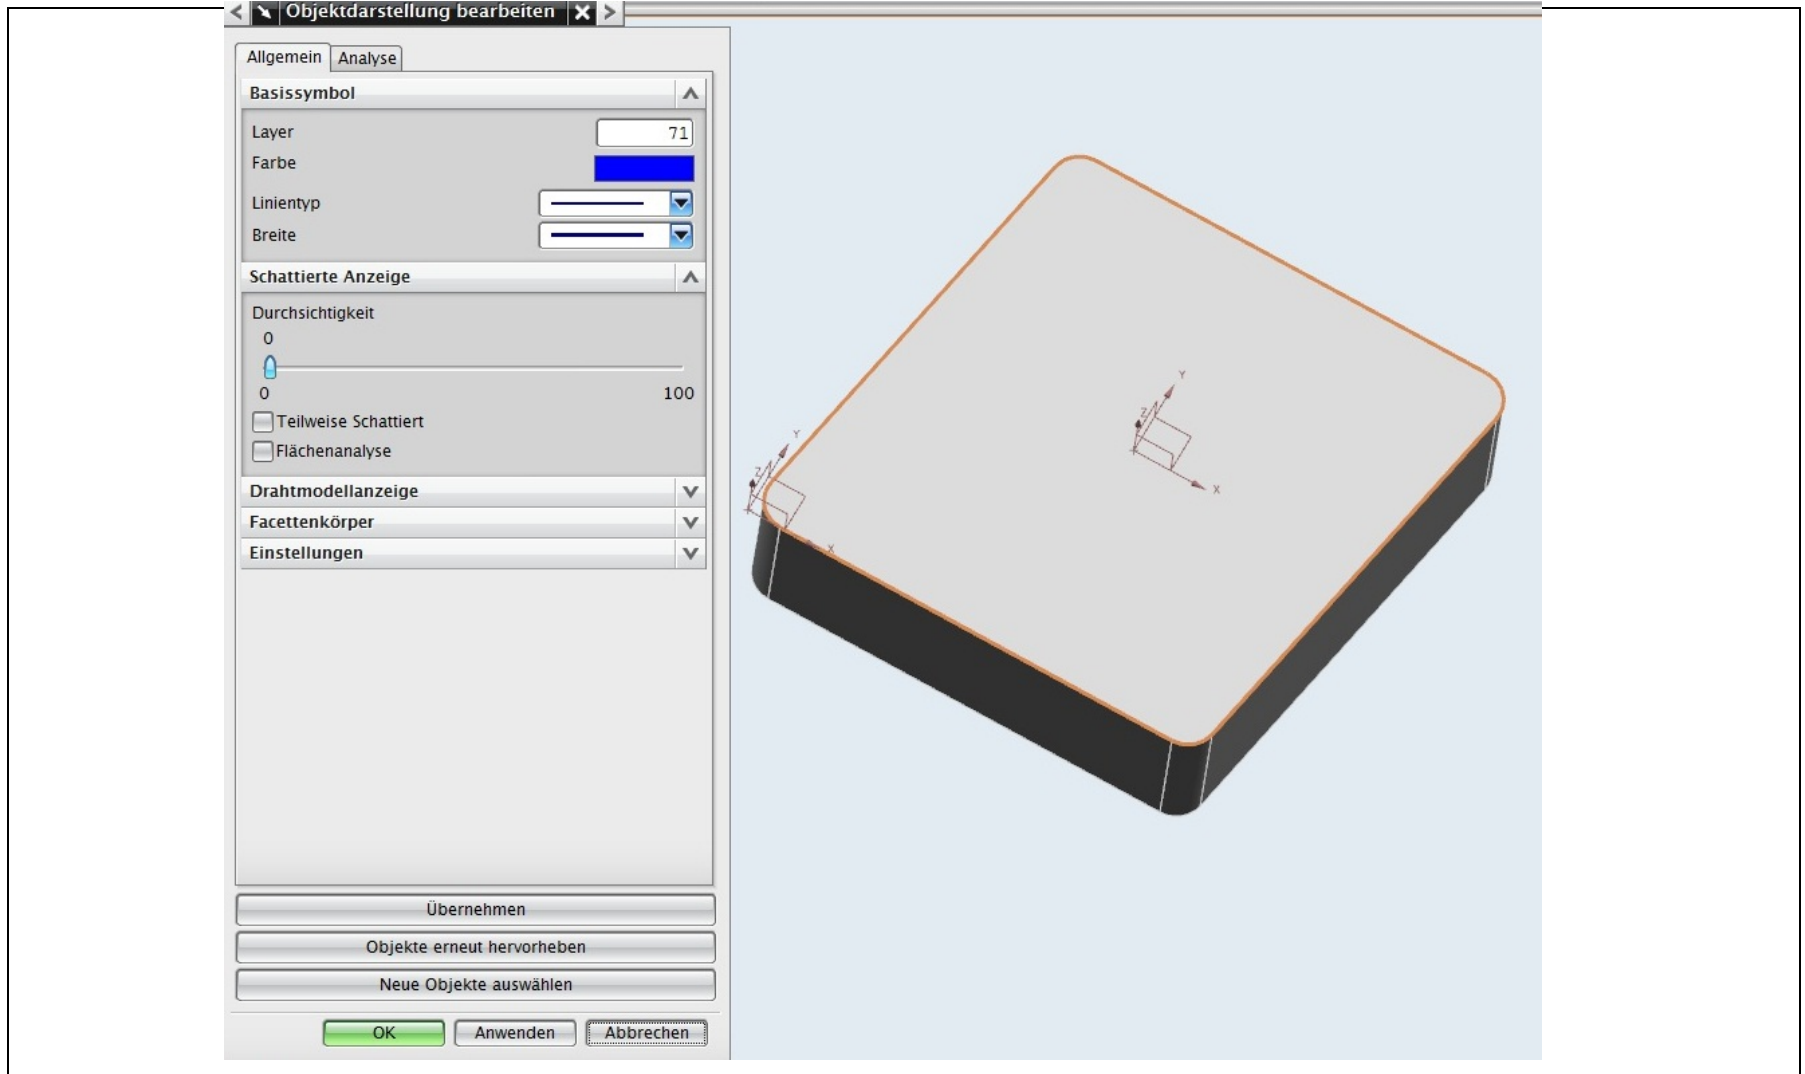 Objektdarstellung bearbeiten
Allgemein Analyse
Basissymbol
Layer 71
Farbe
Linientyp
Breite
Schattierte Anzeige
Durchsichtigkeit
0
0 100
Teilweise Schattiert
Flächenanalyse
Drahtmodellanzeige
Facettenkörper
Einstellungen
Übernehmen
Objekte erneut hervorheben
Neue Objekte auswählen
OK Anwenden Abbrechen
Y
Z
X
Y
Z
X